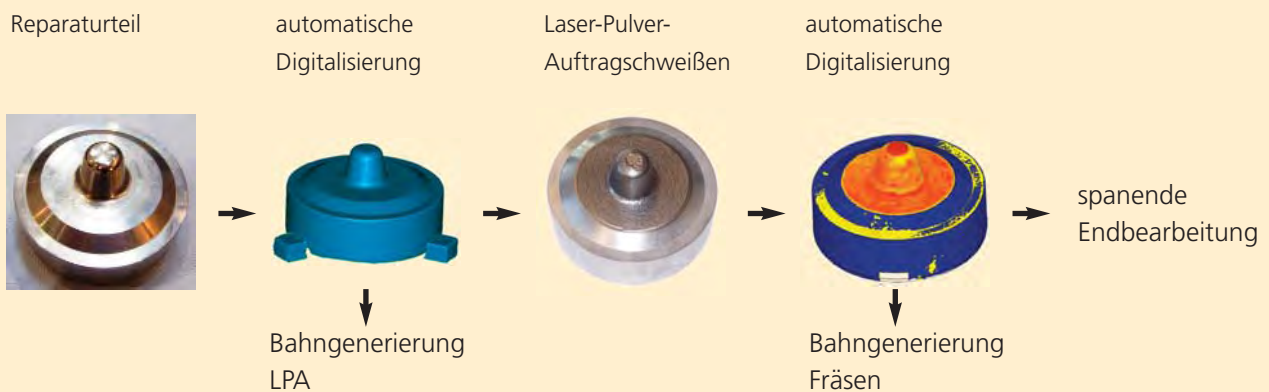 Reparaturteil
automatische
Digitalisierung
Laser-Pulver-
Auftragschweißen
automatische
Digitalisierung
spanende
Endbearbeitung
Bahngenerierung
LPA
Bahngenerierung
Fräsen